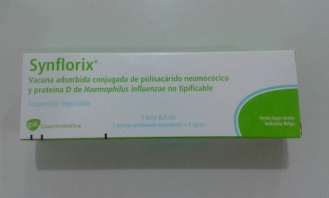 Synflorix®
Vacuna adsorbida conjugada de polisacárido neumocócico
y proteína D de Haemophilus influenzae no tipificable
Suspensión inyectable
1 dosis (0,5 ml)
1 jeringa prellenada monodosis + 1 aguja
gsk GlaxoSmithKline
Venta bajo receta
Industria Belga